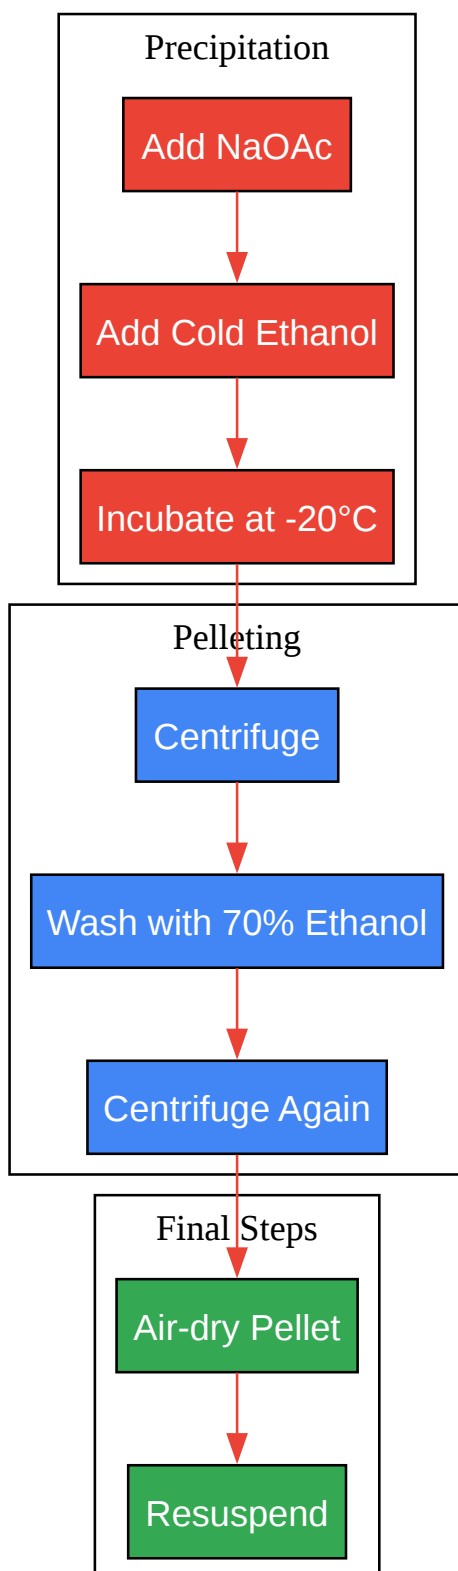 Precipitation
Add NaOAc
Add Cold Ethanol
Incubate at -20°C
Pelleting
Centrifuge
Wash with 70% Ethanol
Centrifuge Again
Final Steps
Air-dry Pellet
Resuspend